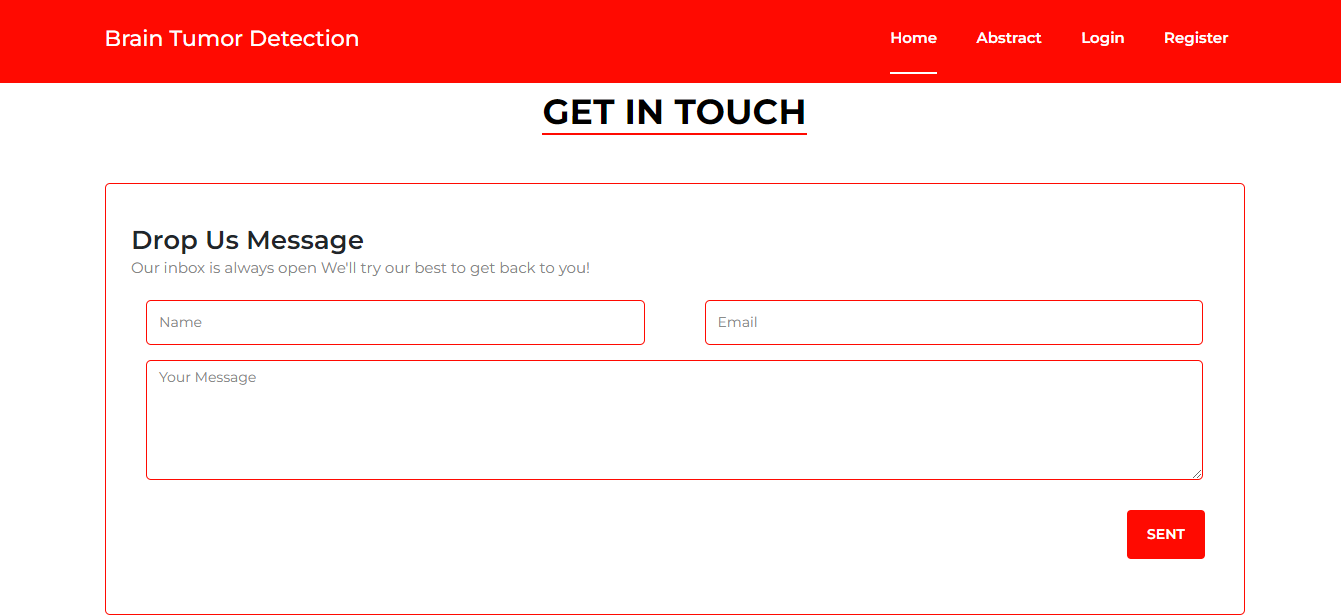 Brain Tumor Detection
Home Abstract Login Register
GET IN TOUCH
Drop Us Message
Our inbox is always open We'll try our best to get back to you!
Name
Email
Your Message
SENT